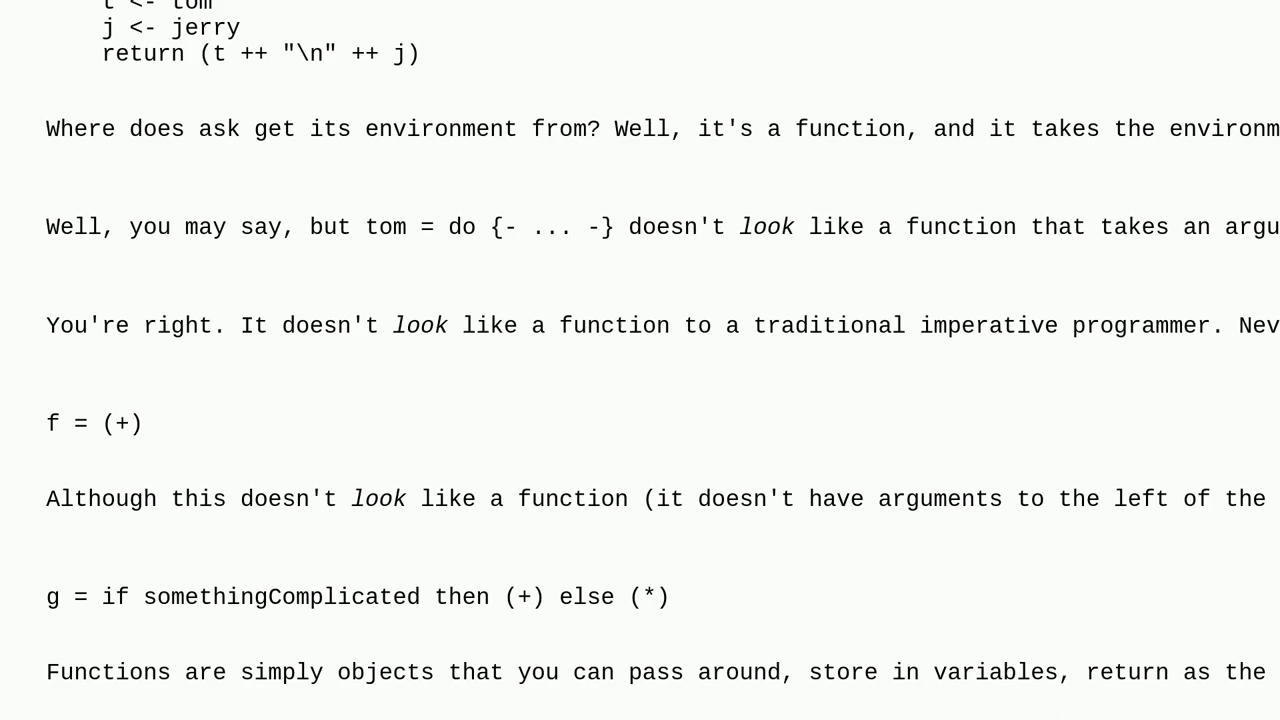 t <- tom
j <- jerry
return (t ++ "\n" ++ j)
Where does ask get its environment from? Well, it's a function, and it takes the environm
Well, you may say, but tom = do {- ... -} doesn't look like a function that takes an argu
You're right. It doesn't look like a function to a traditional imperative programmer. Nev
f = (+)
Although this doesn't look like a function (it doesn't have arguments to the left of the
g = if somethingComplicated then (+) else (*)
Functions are simply objects that you can pass around, store in variables, return as the